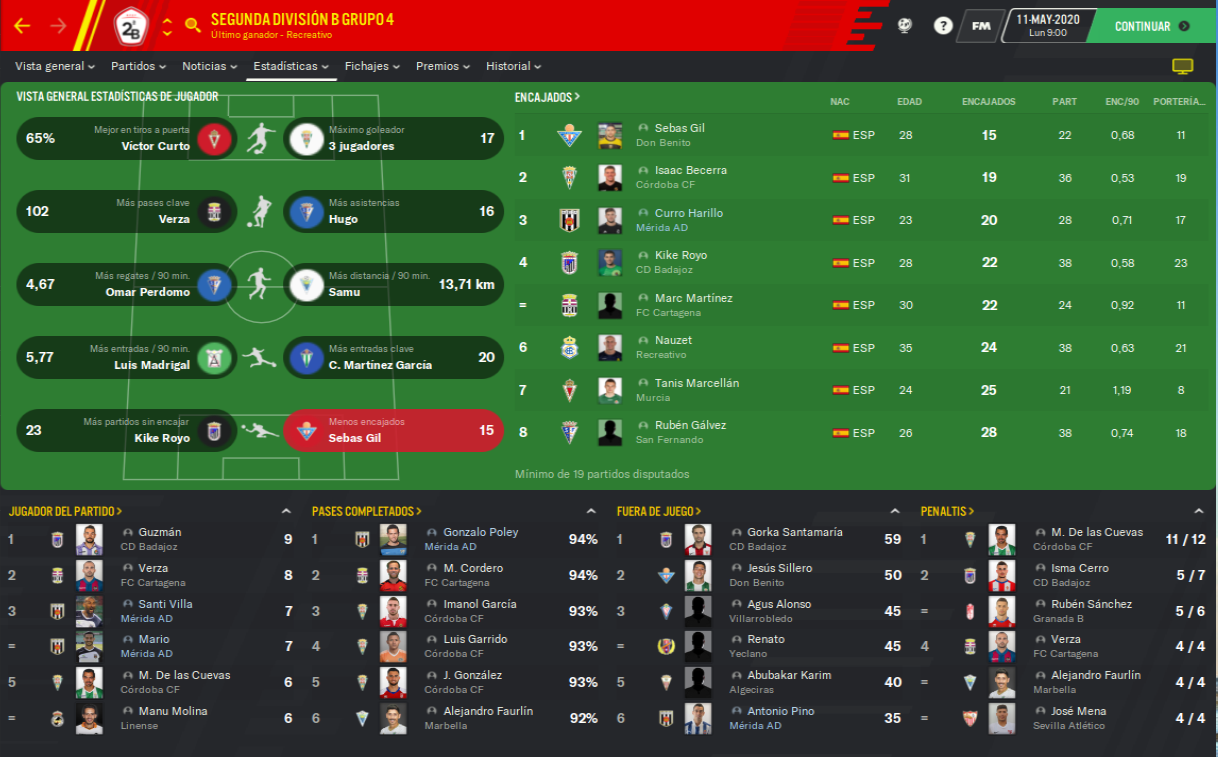 SEGUNDA DIVISIÓN B GRUPO 4
Último ganador - Recreativo
2ªB
?
FM
11-MAY-2020
Lun 9:00
CONTINUAR
Vista general
Partidos
Noticias
Estadísticas
Fichajes
Premios
Historial
VISTA GENERAL ESTADÍSTICAS DE JUGADOR
65% Mejor en tiros a puerta
Víctor Curto
Máximo goleador
3 jugadores 17
102 Más pases clave
Verza
Más asistencias
Hugo 16
4,67 Más regates / 90 min.
Omar Perdomo
Más distancia / 90 min.
Samu 13,71 km
5,77 Más entradas / 90 min.
Luis Madrigal
Más entradas clave
C. Martínez García 20
23 Más partidos sin encajar
Kike Royo
Menos encajados
Sebas Gil 15
ENCAJADOS > NAC EDAD ENCAJADOS PART ENC/90 PORTERÍA...
1 Sebas Gil ESP 28 15 22 0,68 11
Don Benito
2 Isaac Becerra ESP 31 19 36 0,53 19
Córdoba CF
3 Curro Harillo ESP 23 20 28 0,71 17
Mérida AD
4 Kike Royo ESP 28 22 38 0,58 23
CD Badajoz
= Marc Martínez ESP 30 22 24 0,92 11
FC Cartagena
6 Nauzet ESP 35 24 38 0,63 21
Recreativo
7 Tanis Marcellán ESP 24 25 21 1,19 8
Murcia
8 Rubén Gálvez ESP 26 28 38 0,74 18
San Fernando
Mínimo de 19 partidos disputados
JUGADOR DEL PARTIDO >
1 Guzmán 9
CD Badajoz
2 Verza 8
FC Cartagena
3 Santi Villa 7
Mérida AD
= Mario 7
Mérida AD
5 M. De las Cuevas 6
Córdoba CF
= Manu Molina 6
Linense
PASES COMPLETADOS >
1 Gonzalo Poley 94%
Mérida AD
2 M. Cordero 94%
FC Cartagena
3 Imanol García 93%
Córdoba CF
4 Luis Garrido 93%
Córdoba CF
5 J. González 93%
Córdoba CF
6 Alejandro Faurlín 92%
Marbella
FUERA DE JUEGO >
1 Gorka Santamaría 59
CD Badajoz
2 Jesús Sillero 50
Don Benito
3 Agus Alonso 45
Villarrobledo
= Renato 45
Yeclano
5 Abubakar Karim 40
Algeciras
6 Antonio Pino 35
Mérida AD
PENALTIS >
1 M. De las Cuevas 11 / 12
Córdoba CF
2 Isma Cerro 5 / 7
CD Badajoz
= Rubén Sánchez 5 / 6
Granada B
4 Verza 4 / 4
FC Cartagena
= Alejandro Faurlín 4 / 4
Marbella
= José Mena 4 / 4
Sevilla Atlético